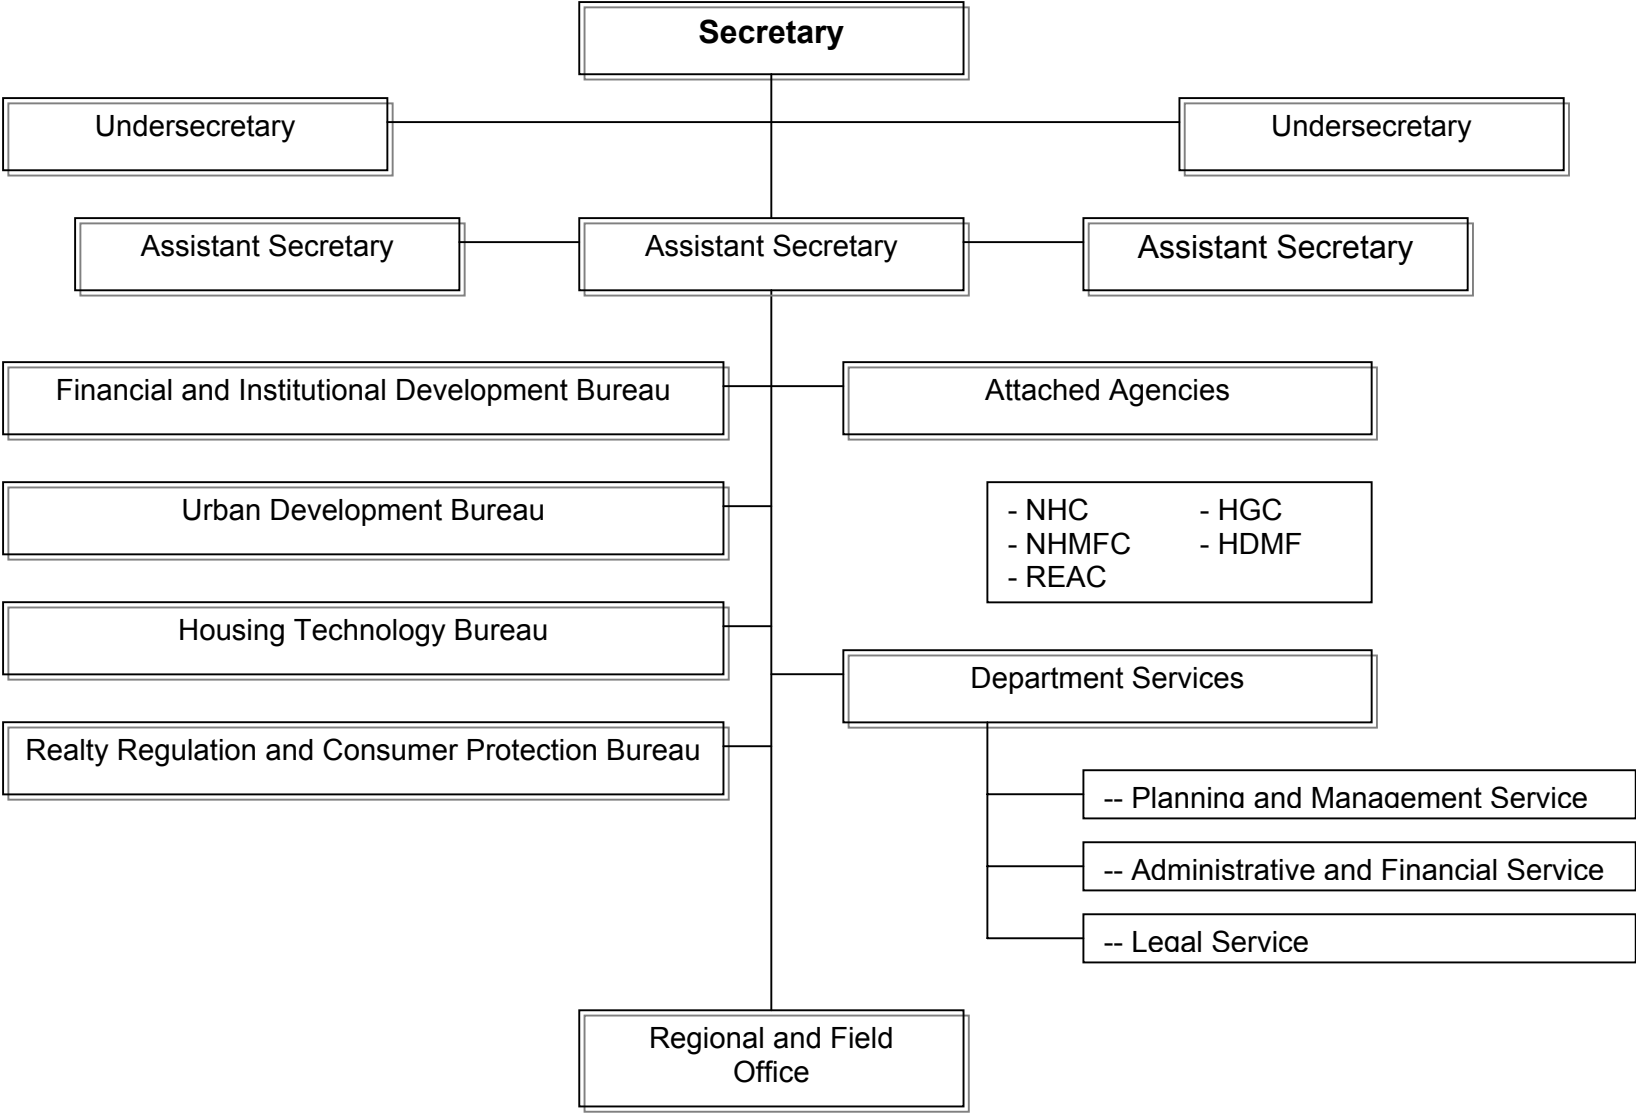 Secretary
Undersecretary
Undersecretary
Assistant Secretary
Assistant Secretary
Assistant Secretary
Financial and Institutional Development Bureau
Attached Agencies
Urban Development Bureau
- NHC - HGC
- NHMFC - HDMF
- REAC
Housing Technology Bureau
Department Services
Realty Regulation and Consumer Protection Bureau
-- Planning and Management Service
-- Administrative and Financial Service
-- Legal Service
Regional and Field
Office